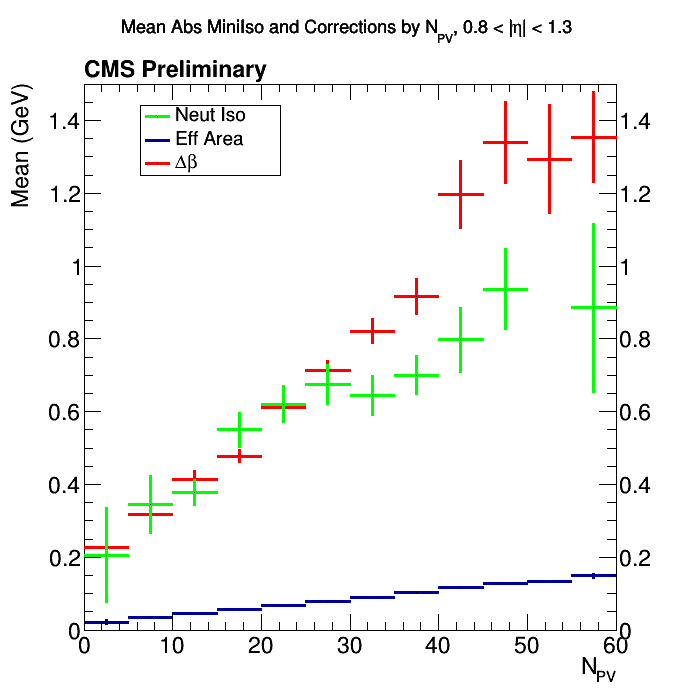 Mean Abs MiniIso and Corrections by N_PV, 0.8 < |η| < 1.3
CMS Preliminary
Mean (GeV)
Neut Iso
Eff Area
Δβ
1.4 1.4
1.2 1.2
1 1
0.8 0.8
0.6 0.6
0.4 0.4
0.2 0.2
0 0
0 10 20 30 40 50 60
N_PV